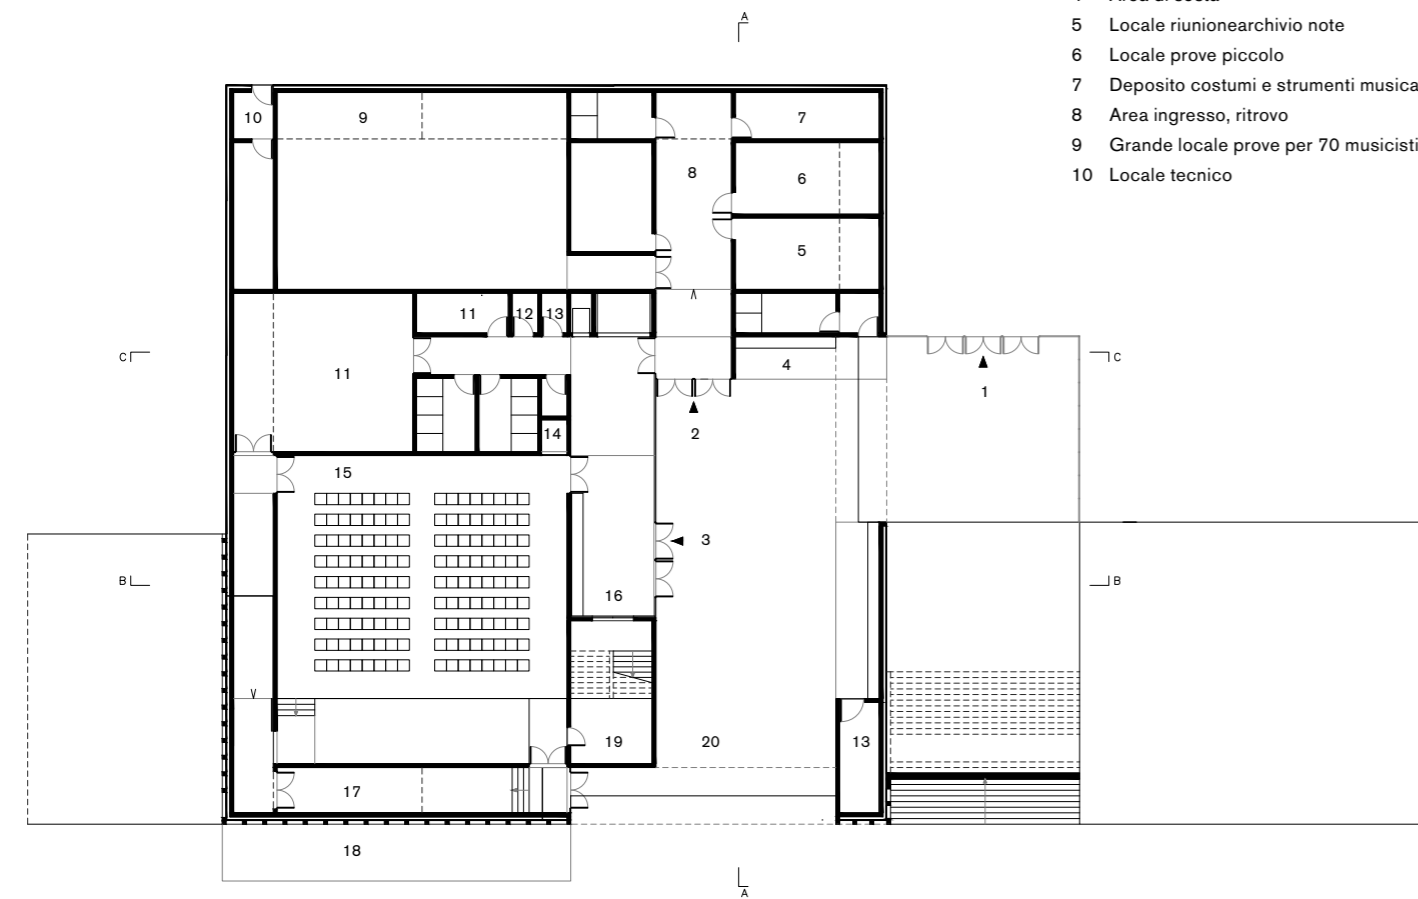 A
5 Locale riunionearchivio note
6 Locale prove piccolo
7 Deposito costumi e strumenti musica
8 Area ingresso, ritrovo
9 Grande locale prove per 70 musicisti
10 Locale tecnico
10 9 7
8 6
5
11 12 13
C 4 C
11 1
2 14
15
3
B B
16
19 20 13
17
18
A